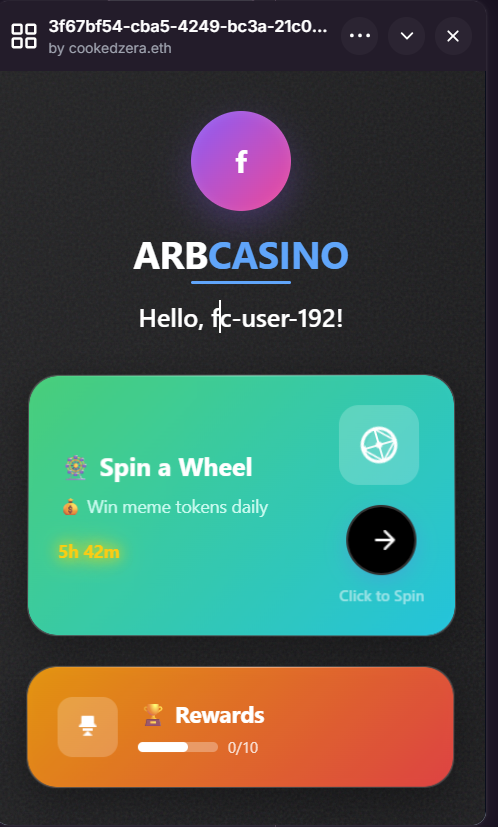 3f67bf54-cba5-4249-bc3a-21c0...
by cookedzera.eth
f
ARBCASINO
Hello, fc-user-192!
🎡 Spin a Wheel
💰 Win meme tokens daily
5h 42m
Click to Spin
🏆 Rewards
0/10